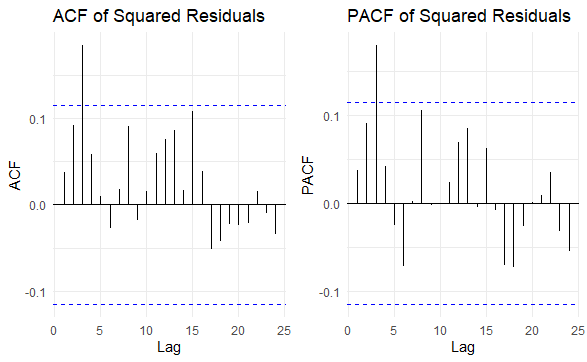 ACF of Squared Residuals
ACF
0.1
0.0
-0.1
0 5 10 15 20 25
Lag
PACF of Squared Residuals
PACF
0.1
0.0
-0.1
0 5 10 15 20 25
Lag